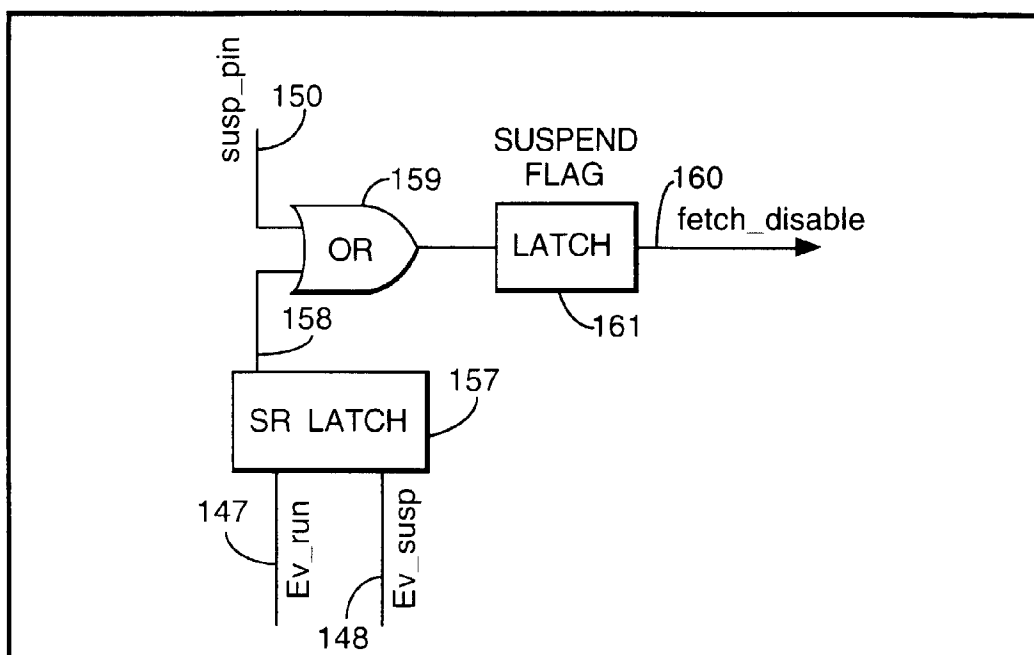 susp_pin
150
SUSPEND
FLAG
159
160
fetch_disable
OR
LATCH
158
161
157
SR LATCH
147
Ev_run
Ev_susp
148